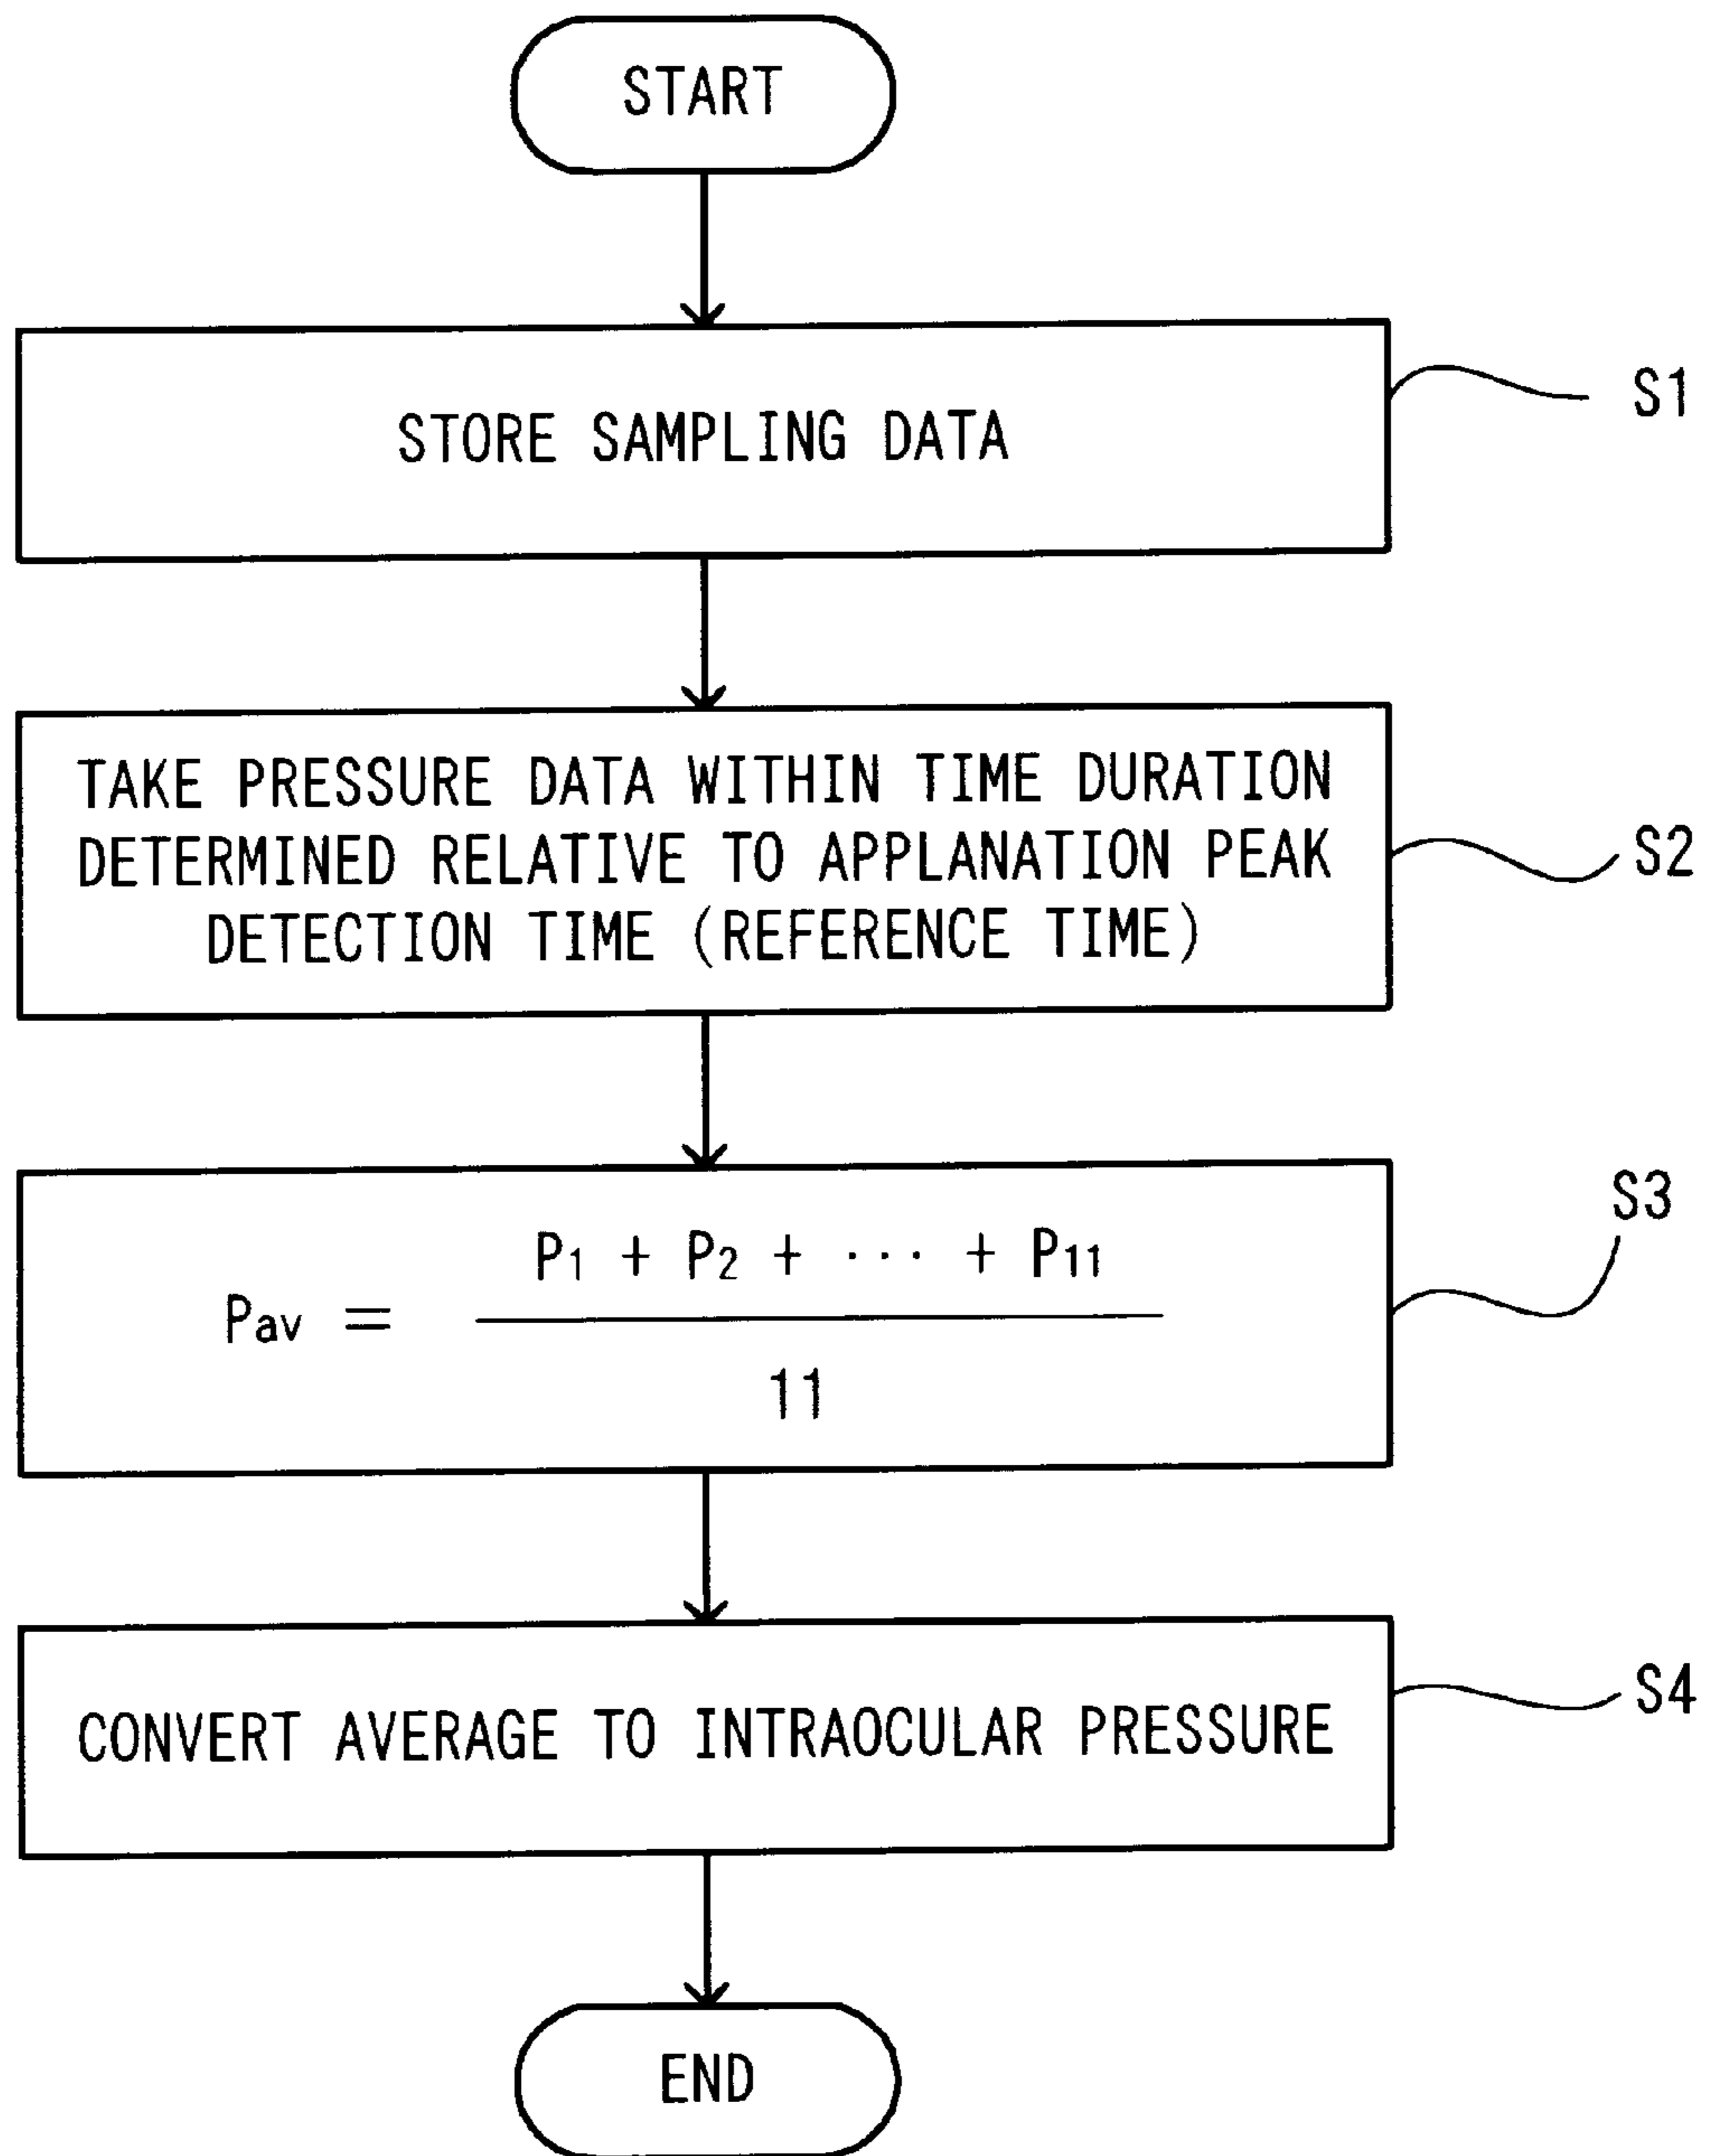 START
STORE SAMPLING DATA
S1
TAKE PRESSURE DATA WITHIN TIME DURATION
DETERMINED RELATIVE TO APPLANATION PEAK
DETECTION TIME (REFERENCE TIME)
S2
S3
P1 + P2 + ··· + P11
Pav =
11
CONVERT AVERAGE TO INTRAOCULAR PRESSURE
S4
END